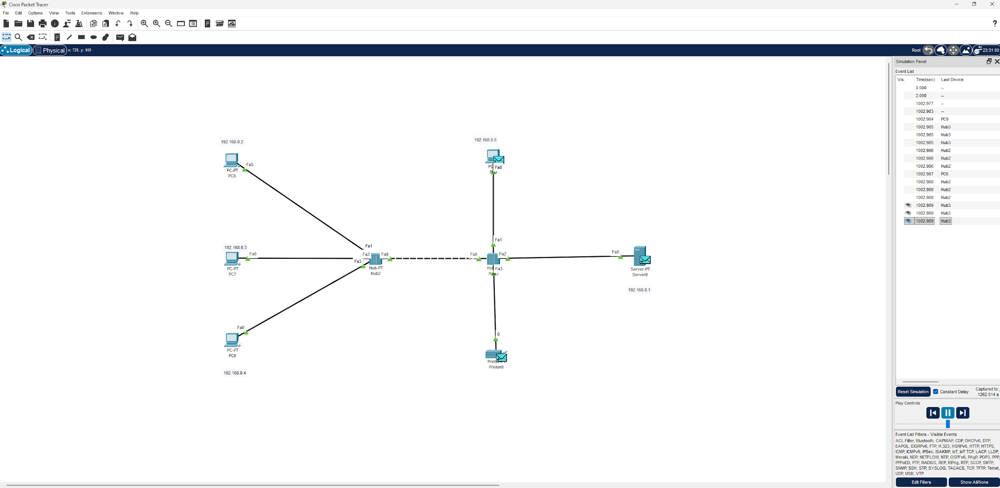 Cisco Packet Tracer
File Edit Options View Tools Extensions Window Help
?
Logical Physical x: 729, y: 935 Root 23:31:00
192.168.0.2
Fa0
PC-PT
PC8
192.168.0.5
Fa0
192.168.0.3
Fa0
PC-PT
PC7
Fa1
Fa2 Fa0
Fa3
Hub-PT
Hub2
Fa1
Fa0 Fa2
Fa3
Fa0
Server-PT
Server0
192.168.0.1
Fa0
PC-PT
PC6
192.168.0.4
0
Printer0
Simulation Panel
Event List
Vis. Time(sec) Last Device
0.000 --
2.000 --
1002.977 --
1002.983 --
1002.984 PC9
1002.985 Hub3
1002.985 Hub3
1002.985 Hub3
1002.986 Hub2
1002.986 Hub2
1002.986 Hub2
1002.987 PC6
1002.988 Hub2
1002.988 Hub2
1002.988 Hub2
1002.989 Hub3
1002.989 Hub3
1002.989 Hub3
Reset Simulation Constant Delay Captured to:
1262.514 s
Play Controls
Event List Filters - Visible Events
ACL Filter, Bluetooth, CAPWAP, CDP, DHCPv6, DTP,
EAPOL, EIGRPv6, FTP, H.323, HSRPv6, HTTP, HTTPS,
ICMP, ICMPv6, IPSec, ISAKMP, IoT, IoT TCP, LACP, LLDP,
Meraki, NDP, NETFLOW, NTP, OSPFv6, PAgP, POP3, PPP,
PPPoED, PTP, RADIUS, REP, RIPng, RTP, SCCP, SMTP,
SNMP, SSH, STP, SYSLOG, TACACS, TCP, TFTP, Telnet,
UDP, USB, VTP
Edit Filters Show All/None